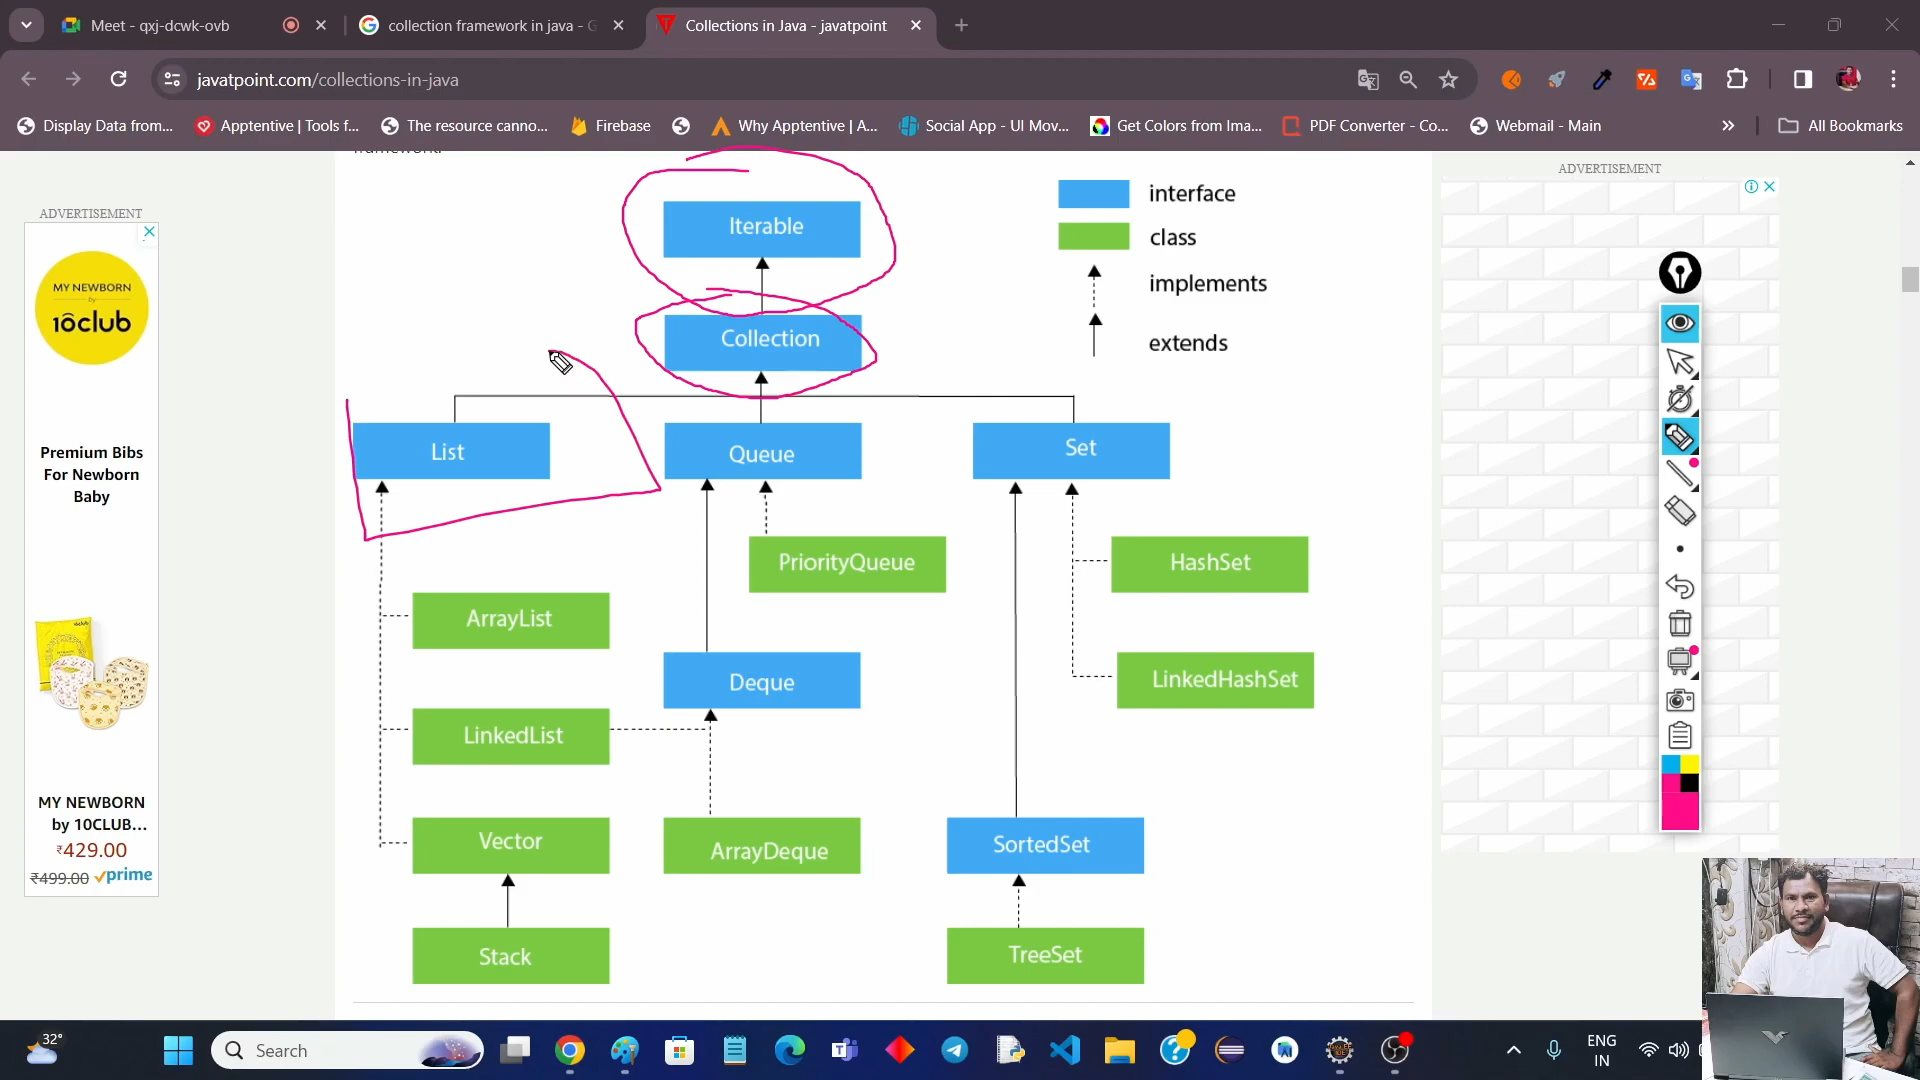 Meet - qxj-dcwk-ovb
collection framework in java - G
Collections in Java - javatpoint
javatpoint.com/collections-in-java
Display Data from...
Apptentive | Tools f...
The resource canno...
Firebase
Why Apptentive | A...
Social App - UI Mov...
Get Colors from Ima...
PDF Converter - Co...
Webmail - Main
All Bookmarks
framework.
ADVERTISEMENT
ADVERTISEMENT
MY NEWBORN
by
10club
Premium Bibs
For Newborn
Baby
MY NEWBORN
by 10CLUB...
₹429.00
₹499.00 prime
interface
class
implements
extends
Iterable
Collection
List
Queue
Set
PriorityQueue
HashSet
ArrayList
Deque
LinkedHashSet
LinkedList
Vector
ArrayDeque
SortedSet
Stack
TreeSet
32°
Search
ENG
IN